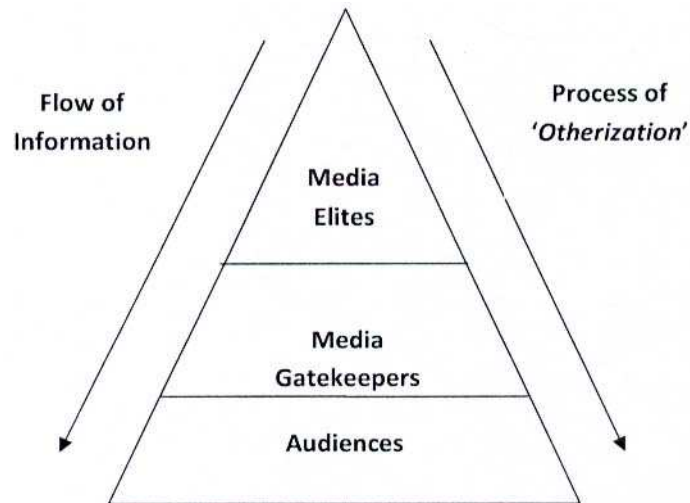 Flow of
Information
Process of
‘Otherization’
Media
Elites
Media
Gatekeepers
Audiences